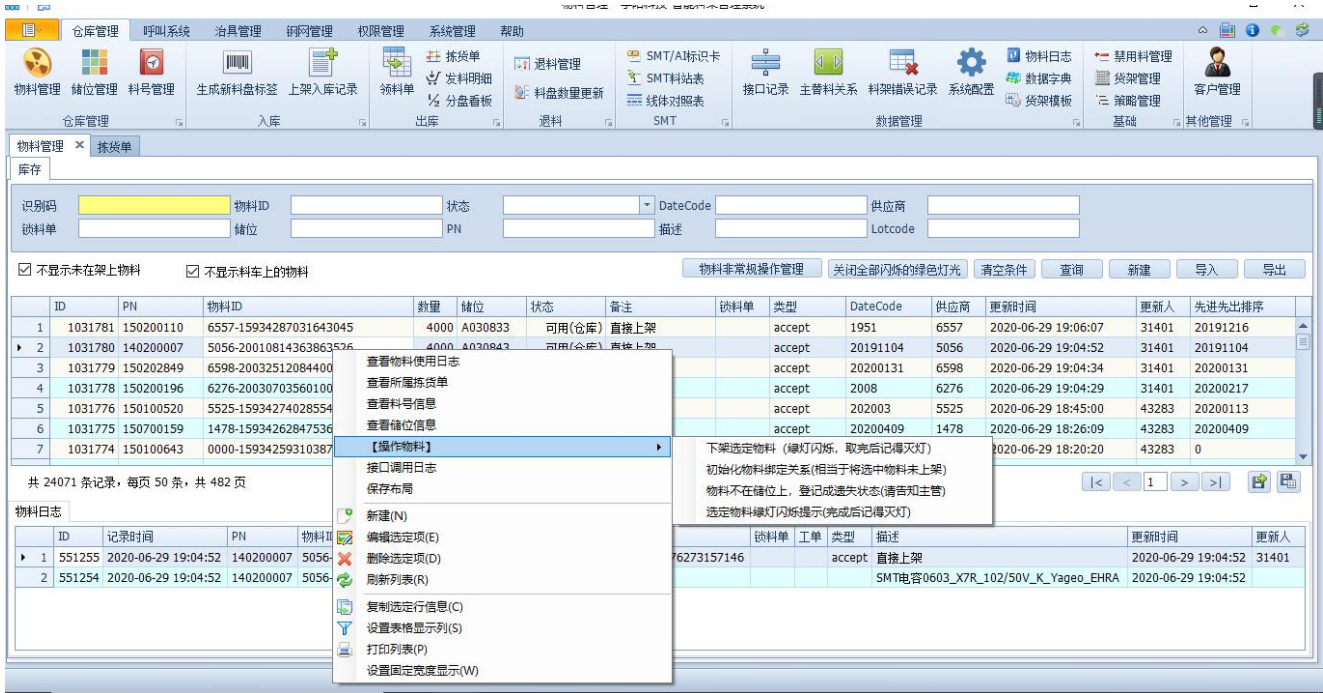 仓库管理 呼叫系统 治具管理 钢网管理 权限管理 系统管理 帮助
物料管理 储位管理 料号管理 生成新料盘标签 上架入库记录 领料单 拣货单 发料明细 分盘看板 退料管理 料盘数量更新 SMT/AI标识卡 SMT料站表 线体对照表 接口记录 主替料关系 料架错误记录 系统配置 物料日志 数据字典 货架模板 禁用料管理 货架管理 策略管理 客户管理
仓库管理 入库 出库 退料 SMT 数据管理 基础 其他管理
物料管理 × 拣货单
库存
识别码 物料ID 状态 DateCode 供应商
锁料单 储位 PN 描述 Lotcode
不显示未在架上物料 不显示料车上的物料 物料非常规操作管理 关闭全部闪烁的绿色灯光 清空条件 查询 新建 导入 导出
ID PN 物料ID 数量 储位 状态 备注 锁料单 类型 DateCode 供应商 更新时间 更新人 先进先出排序
1 1031781 150200110 6557-15934287031643045 4000 A030833 可用(仓库) 直接上架 accept 1951 6557 2020-06-29 19:06:07 31401 20191216
2 1031780 140200007 5056-20010814363863526 4000 A030843 可用(仓库) 直接上架 accept 20191104 5056 2020-06-29 19:04:52 31401 20191104
3 1031779 150202849 6598-20032512084400 accept 20200131 6598 2020-06-29 19:04:34 31401 20200131
4 1031778 150200196 6276-20030703560100 accept 2008 6276 2020-06-29 19:04:29 31401 20200217
5 1031776 150100520 5525-15934274028554 accept 202003 5525 2020-06-29 18:45:00 43283 20200113
6 1031775 150700159 1478-15934262847536 accept 20200409 1478 2020-06-29 18:26:09 43283 20200409
7 1031774 150100643 0000-15934259310387 2020-06-29 18:20:20 43283 0
查看物料使用日志
查看所属拣货单
查看料号信息
查看储位信息
【操作物料】
接口调用日志
保存布局
新建(N)
编辑选定项(E)
删除选定项(D)
刷新列表(R)
复制选定行信息(C)
设置表格显示列(S)
打印列表(P)
设置固定宽度显示(W)
下架选定物料（绿灯闪烁，取完后记得灭灯)
初始化物料绑定关系(相当于将选中物料未上架)
物料不在储位上，登记成遗失状态(请告知主管)
选定物料绿灯闪烁提示(完成后记得灭灯)
共 24071 条记录，每页 50 条，共 482 页 |< < 1 > >|
物料日志
ID 记录时间 PN 物料ID 锁料单 工单 类型 描述 更新时间 更新人
1 551255 2020-06-29 19:04:52 140200007 5056- 76273157146 accept 直接上架 2020-06-29 19:04:52 31401
2 551254 2020-06-29 19:04:52 140200007 5056- SMT电容0603_X7R_102/50V_K_Yageo_EHRA 2020-06-29 19:04:52